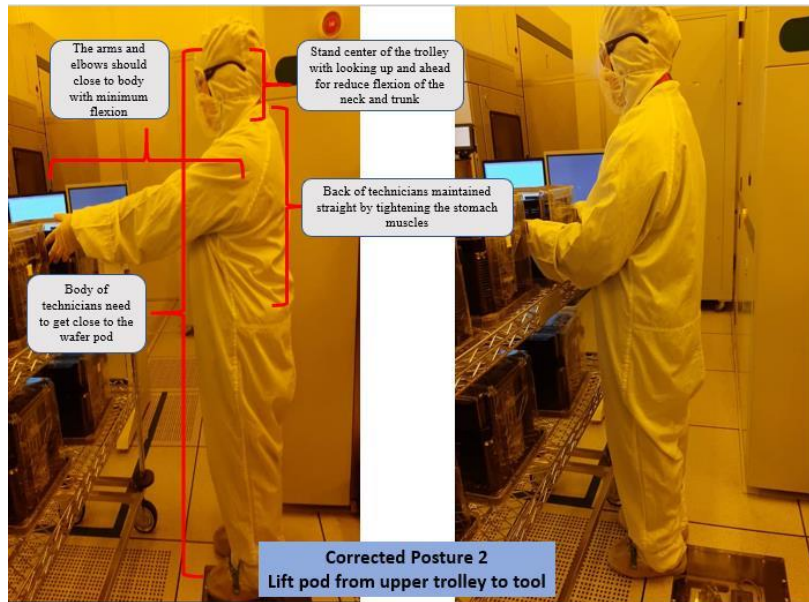 The arms and
elbows should
close to body
with minimum
flexion
Stand center of the trolley
with looking up and ahead
for reduce flexion of the
neck and trunk
Back of technicians maintained
straight by tightening the stomach
muscles
Body of
technicians need
to get close to the
wafer pod
Corrected Posture 2
Lift pod from upper trolley to tool